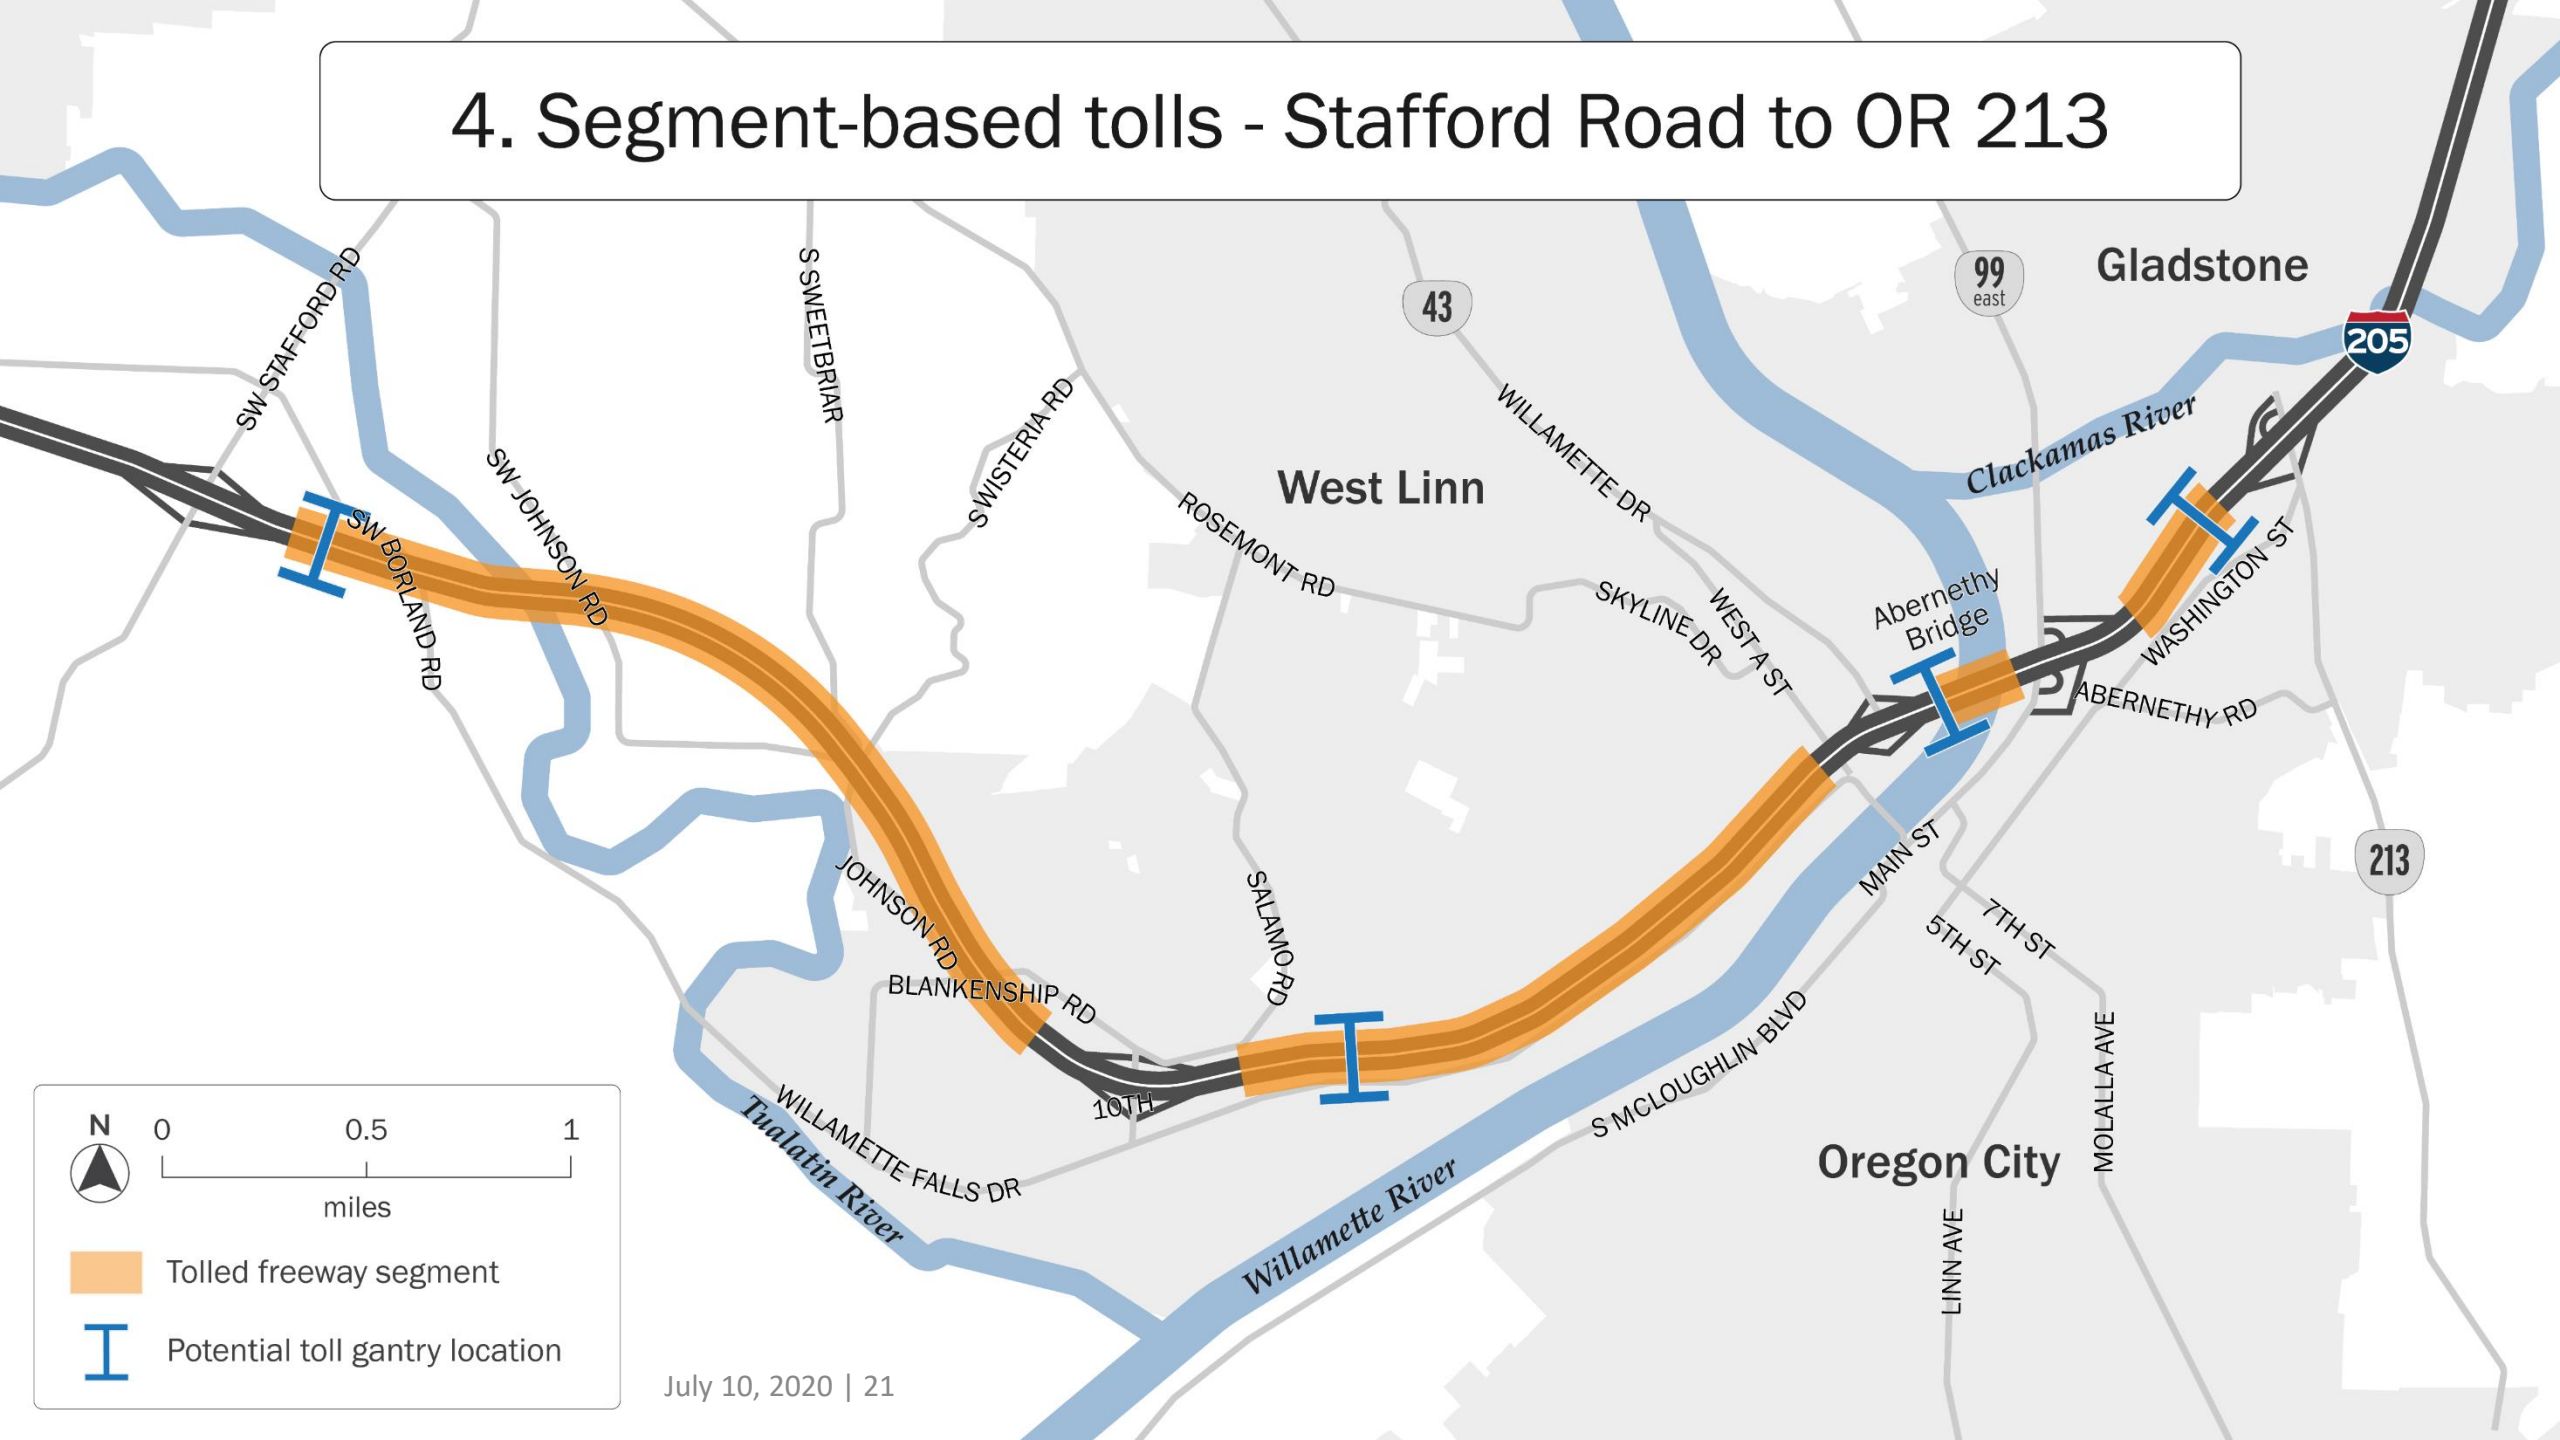 4. Segment-based tolls - Stafford Road to OR 213
SW STAFFORD RD
S SWEETBRIAR
43
99
east
Gladstone
205
SW BORLAND RD
SW JOHNSON RD
S WISTERIA RD
ROSEMONT RD
West Linn
WILLAMETTE DR
SKYLINE DR
WEST A ST
Clackamas River
Abernethy
Bridge
WASHINGTON ST
ABERNETHY RD
213
JOHNSON RD
BLANKENSHIP RD
SALAMO RD
10TH
MAIN ST
7TH ST
5TH ST
S MCLOUGHLIN BLVD
MOLALLA AVE
Oregon City
LINN AVE
WILLAMETTE FALLS DR
Tualatin River
Willamette River
N
0 0.5 1
miles
Tolled freeway segment
Potential toll gantry location
July 10, 2020 | 21